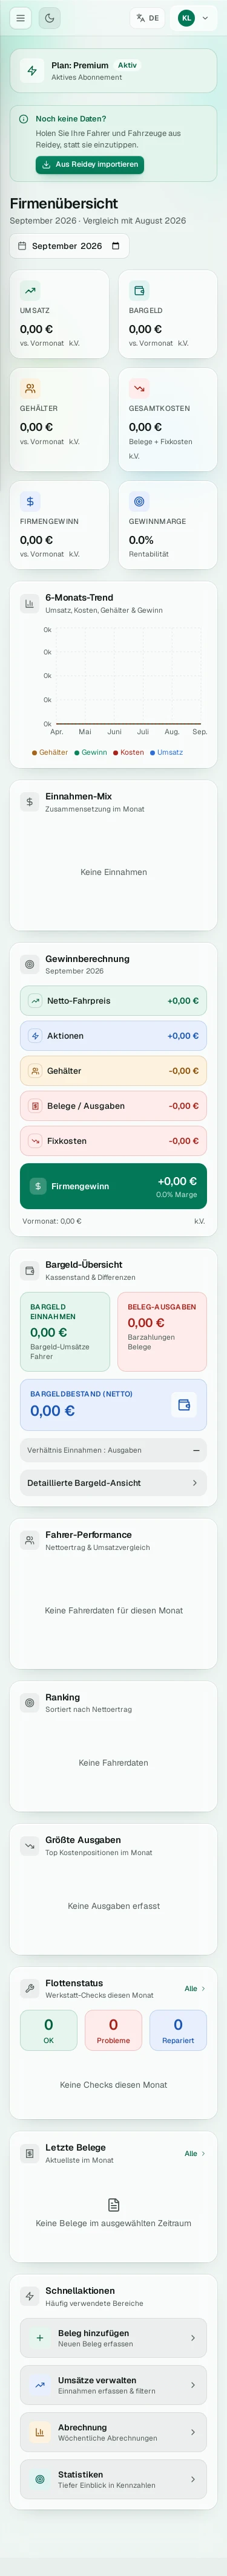 DE
KL
Plan: Premium Aktiv
Aktives Abonnement
Noch keine Daten?
Holen Sie Ihre Fahrer und Fahrzeuge aus
Reidey, statt sie einzutippen.
Aus Reidey importieren
Firmenübersicht
September 2026 · Vergleich mit August 2026
September 2026
UMSATZ
0,00 €
vs. Vormonat k.V.
BARGELD
0,00 €
vs. Vormonat k.V.
GEHÄLTER
0,00 €
vs. Vormonat k.V.
GESAMTKOSTEN
0,00 €
Belege + Fixkosten
k.V.
FIRMENGEWINN
0,00 €
vs. Vormonat k.V.
GEWINNMARGE
0.0%
Rentabilität
6-Monats-Trend
Umsatz, Kosten, Gehälter & Gewinn
0k
0k
0k
0k
0k
Apr. Mai Juni Juli Aug. Sep.
Gehälter Gewinn Kosten Umsatz
Einnahmen-Mix
Zusammensetzung im Monat
Keine Einnahmen
Gewinnberechnung
September 2026
Netto-Fahrpreis +0,00 €
Aktionen +0,00 €
Gehälter -0,00 €
Belege / Ausgaben -0,00 €
Fixkosten -0,00 €
Firmengewinn +0,00 €
0.0% Marge
Vormonat: 0,00 € k.V.
Bargeld-Übersicht
Kassenstand & Differenzen
BARGELD
EINNAHMEN
0,00 €
Bargeld-Umsätze
Fahrer
BELEG-AUSGABEN
0,00 €
Barzahlungen
Belege
BARGELDBESTAND (NETTO)
0,00 €
Verhältnis Einnahmen : Ausgaben —
Detaillierte Bargeld-Ansicht
Fahrer-Performance
Nettoertrag & Umsatzvergleich
Keine Fahrerdaten für diesen Monat
Ranking
Sortiert nach Nettoertrag
Keine Fahrerdaten
Größte Ausgaben
Top Kostenpositionen im Monat
Keine Ausgaben erfasst
Flottenstatus
Werkstatt-Checks diesen Monat
Alle
0
OK
0
Probleme
0
Repariert
Keine Checks diesen Monat
Letzte Belege
Aktuellste im Monat
Alle
Keine Belege im ausgewählten Zeitraum
Schnellaktionen
Häufig verwendete Bereiche
Beleg hinzufügen
Neuen Beleg erfassen
Umsätze verwalten
Einnahmen erfassen & filtern
Abrechnung
Wöchentliche Abrechnungen
Statistiken
Tiefer Einblick in Kennzahlen